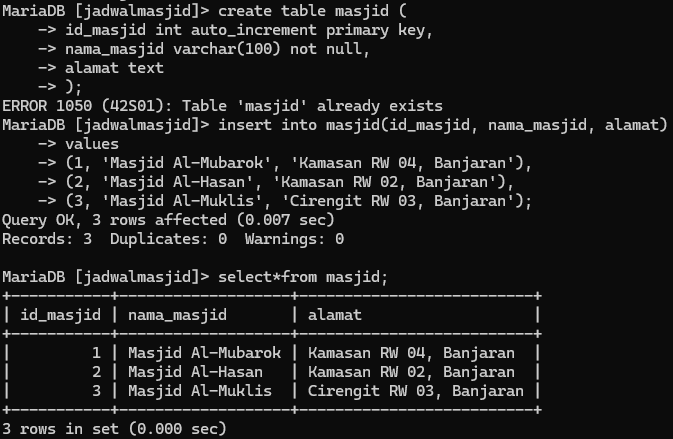 MariaDB [jadwalmasjid]> create table masjid (
    -> id_masjid int auto_increment primary key,
    -> nama_masjid varchar(100) not null,
    -> alamat text
    -> );
ERROR 1050 (42S01): Table 'masjid' already exists
MariaDB [jadwalmasjid]> insert into masjid(id_masjid, nama_masjid, alamat)
    -> values
    -> (1, 'Masjid Al-Mubarok', 'Kamasan RW 04, Banjaran'),
    -> (2, 'Masjid Al-Hasan', 'Kamasan RW 02, Banjaran'),
    -> (3, 'Masjid Al-Muklis', 'Cirengit RW 03, Banjaran');
Query OK, 3 rows affected (0.007 sec)
Records: 3  Duplicates: 0  Warnings: 0

MariaDB [jadwalmasjid]> select*from masjid;
+-----------+-------------------+--------------------------+
| id_masjid | nama_masjid       | alamat                   |
+-----------+-------------------+--------------------------+
|         1 | Masjid Al-Mubarok | Kamasan RW 04, Banjaran  |
|         2 | Masjid Al-Hasan   | Kamasan RW 02, Banjaran  |
|         3 | Masjid Al-Muklis  | Cirengit RW 03, Banjaran |
+-----------+-------------------+--------------------------+
3 rows in set (0.000 sec)